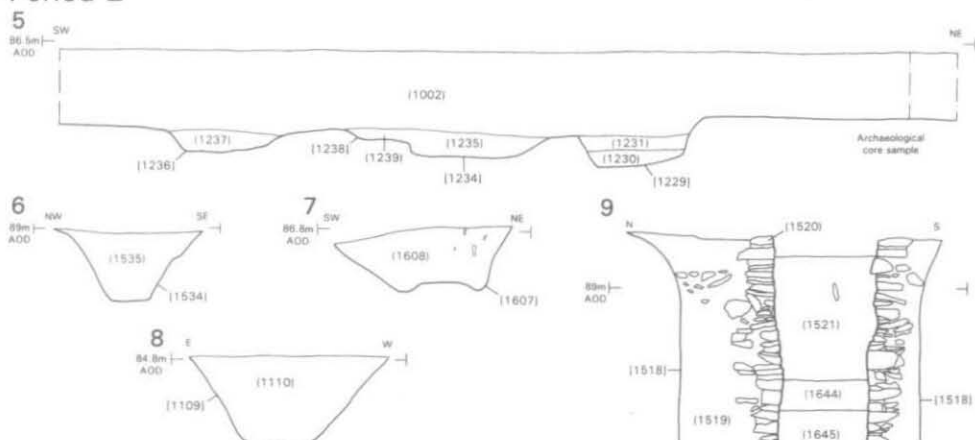 5
SW
NE
86.5m
AOD
(1002)
(1237)
[1236]
[1238]
(1239)
(1235)
[1234]
(1231)
(1230)
[1229]
Archaeological
core sample
6
NW
SE
89m
AOD
(1535)
[1534]
7
SW
NE
86.8m
AOD
(1608)
[1607]
8
E
W
84.8m
AOD
(1110)
[1109]
9
N
S
89m
AOD
(1520)
(1521)
[1518]
[1518]
(1519)
(1644)
(1645)